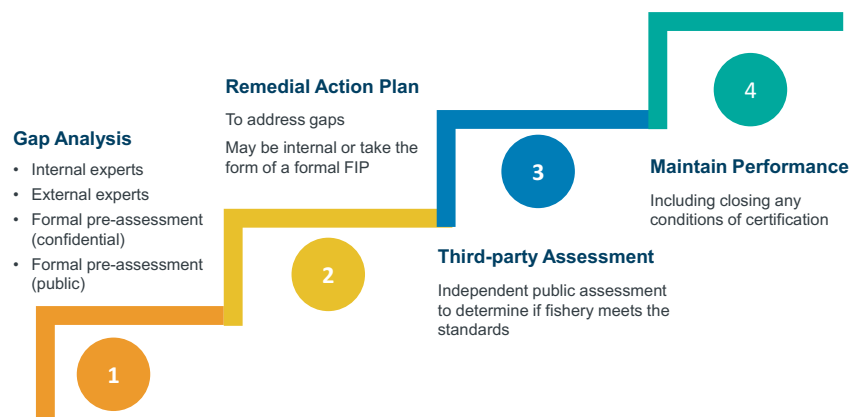 Gap Analysis
• Internal experts
• External experts
• Formal pre-assessment
(confidential)
• Formal pre-assessment
(public)
1
Remedial Action Plan
To address gaps
May be internal or take the
form of a formal FIP
2
3
Third-party Assessment
Independent public assessment
to determine if fishery meets the
standards
4
Maintain Performance
Including closing any
conditions of certification